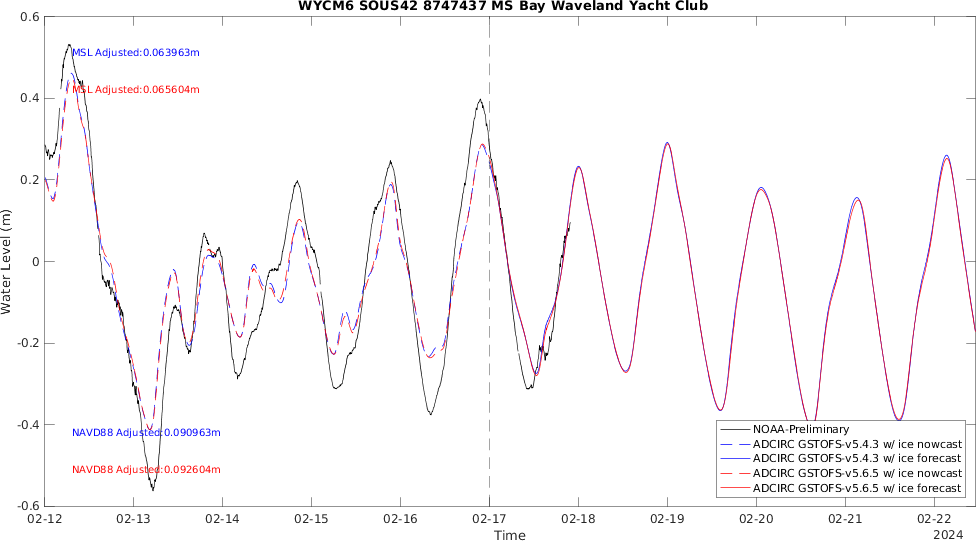 WYCM6 SOUS42 8747437 MS Bay Waveland Yacht Club
0.6
MSL Adjusted:0.063963m
0.4
MSL Adjusted:0.065604m
0.2
Water Level (m)
0
-0.2
-0.4
NAVD88 Adjusted:0.090963m
NAVD88 Adjusted:0.092604m
-0.6
NOAA-Preliminary
ADCIRC GSTOFS-v5.4.3 w/ ice nowcast
ADCIRC GSTOFS-v5.4.3 w/ ice forecast
ADCIRC GSTOFS-v5.6.5 w/ ice nowcast
ADCIRC GSTOFS-v5.6.5 w/ ice forecast
02-12 02-13 02-14 02-15 02-16 02-17 02-18 02-19 02-20 02-21 02-22
Time
2024